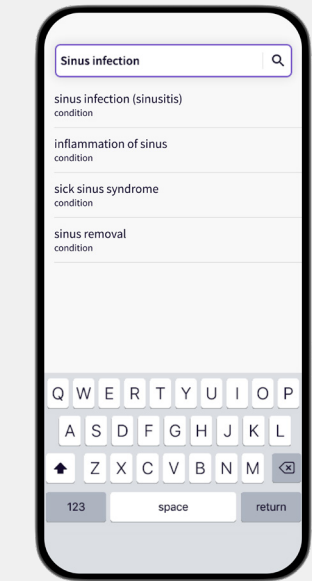 Sinus infection
sinus infection (sinusitis)
condition
inflammation of sinus
condition
sick sinus syndrome
condition
sinus removal
condition
Q W E R T Y U I O P
A S D F G H J K L
Z X C V B N M
123 space return